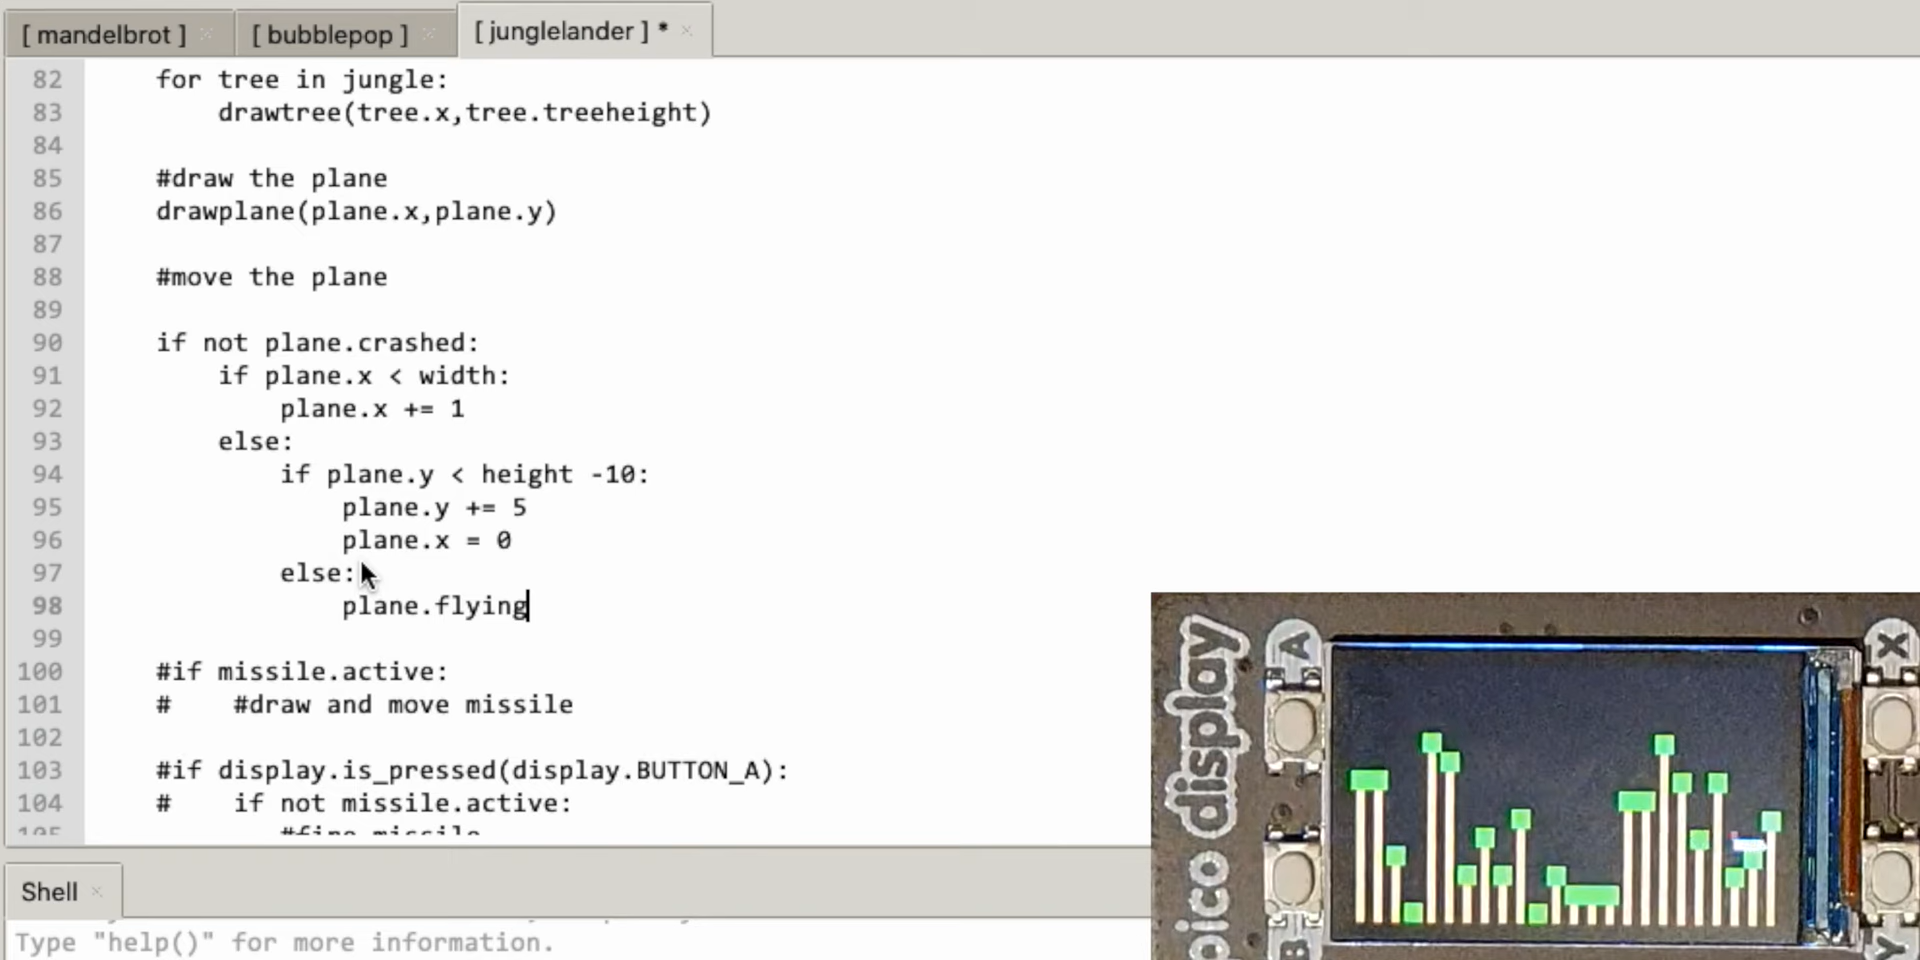 [ mandelbrot ] [ bubblepop ] [ junglelander ] *
82 for tree in jungle:
83 drawtree(tree.x,tree.treeheight)
84
85 #draw the plane
86 drawplane(plane.x,plane.y)
87
88 #move the plane
89
90 if not plane.crashed:
91 if plane.x < width:
92 plane.x += 1
93 else:
94 if plane.y < height -10:
95 plane.y += 5
96 plane.x = 0
97 else:
98 plane.flying
99
100 #if missile.active:
101 # #draw and move missile
102
103 #if display.is_pressed(display.BUTTON_A):
104 # if not missile.active:
105 #fire missile
Shell
Type "help()" for more information.
pico display
A
B
X
Y